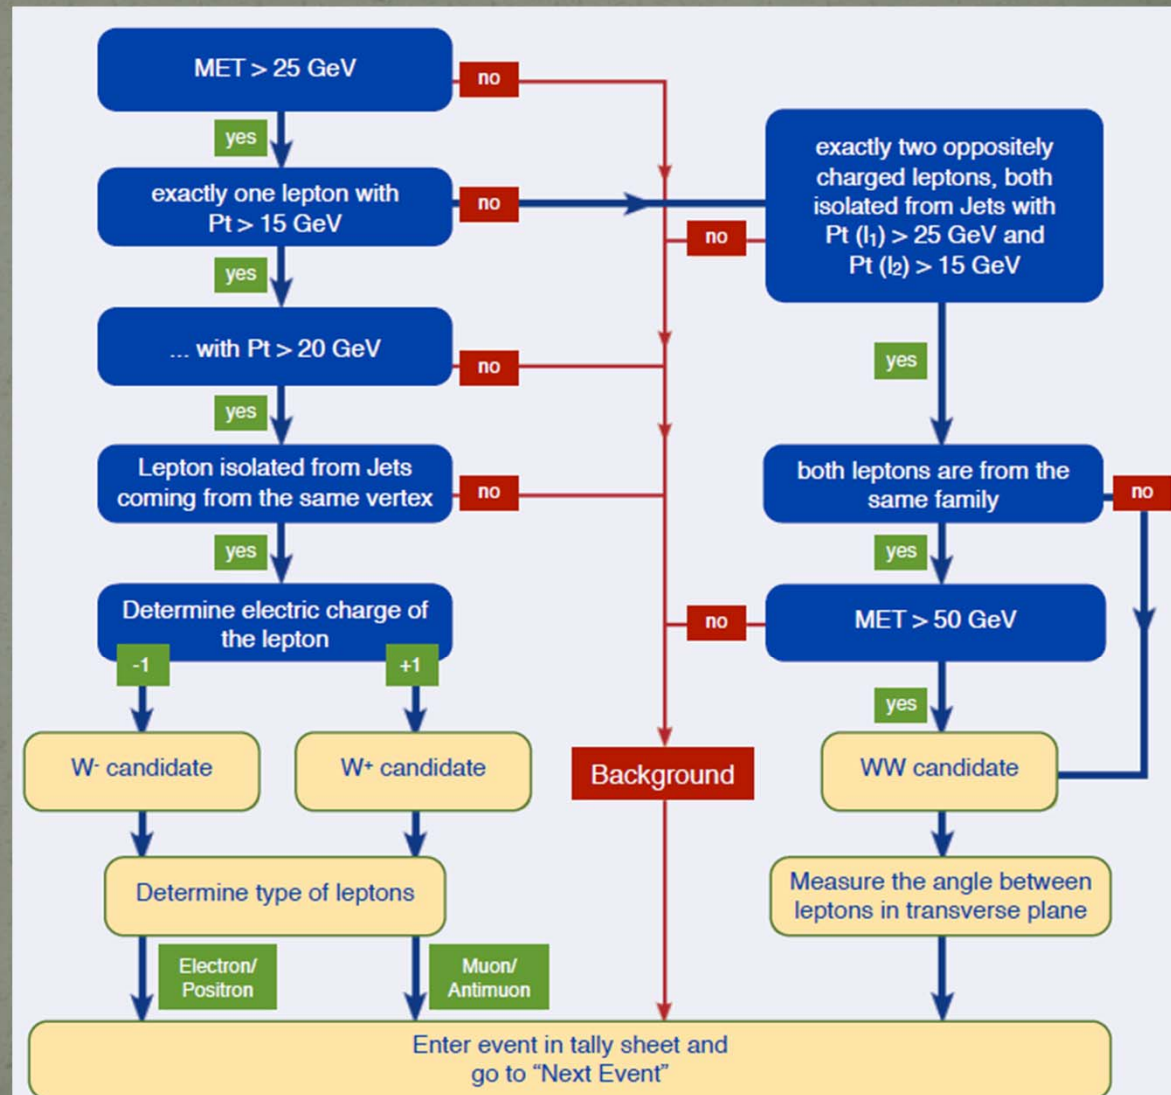 MET > 25 GeV
no
yes
exactly one lepton with
Pt > 15 GeV
no
yes
... with Pt > 20 GeV
no
yes
Lepton isolated from Jets
coming from the same vertex
no
yes
Determine electric charge of
the lepton
-1
+1
W- candidate
W+ candidate
Determine type of leptons
Electron/
Positron
Muon/
Antimuon
exactly two oppositely
charged leptons, both
isolated from Jets with
Pt (l₁) > 25 GeV and
Pt (l₂) > 15 GeV
no
yes
both leptons are from the
same family
no
yes
MET > 50 GeV
no
yes
Background
WW candidate
Measure the angle between
leptons in transverse plane
Enter event in tally sheet and
go to “Next Event”